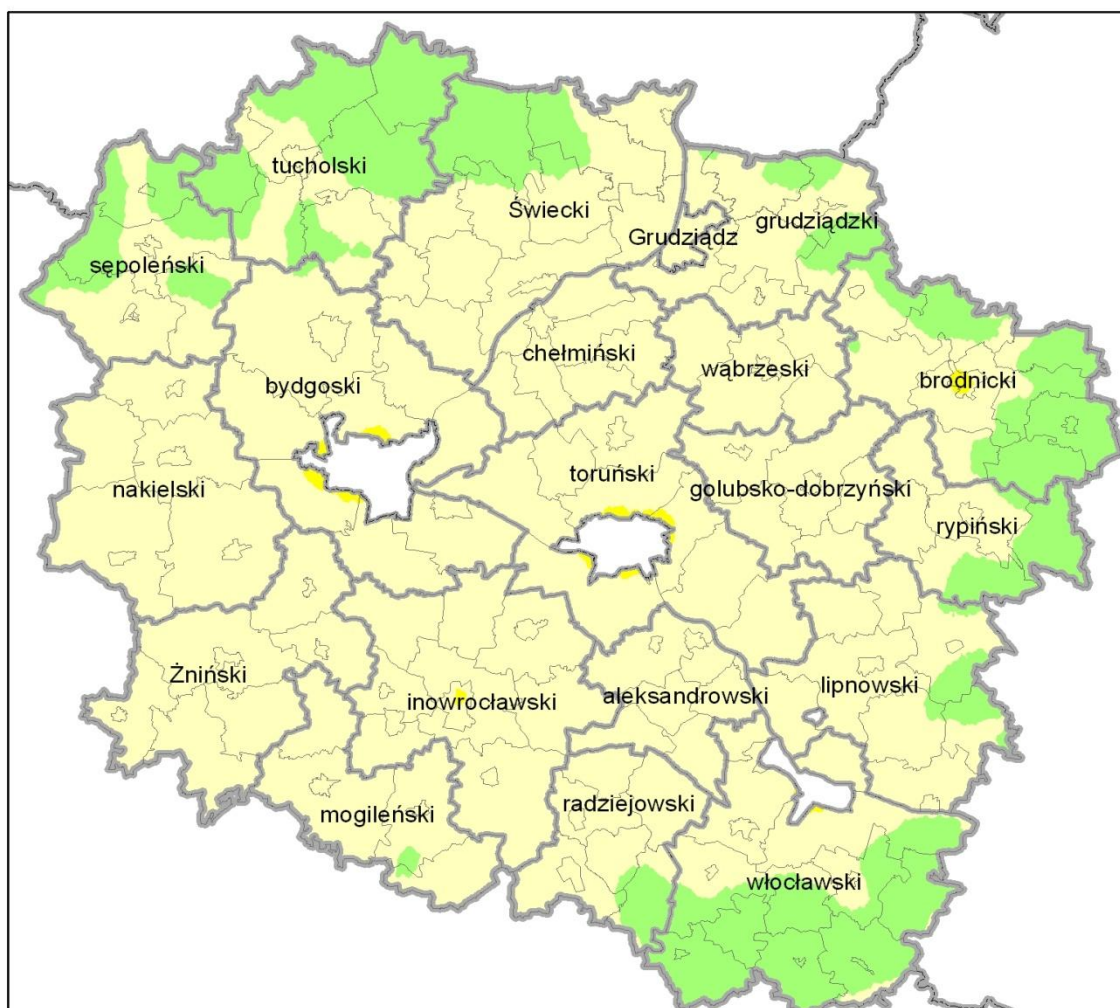 tucholski
Świecki
Grudziądz
grudziądzki
sępoleński
chełmiński
wąbrzeski
brodnicki
bydgoski
nakielski
toruński
golubsko-dobrzyński
rypiński
Żniński
inowrocławski
aleksandrowski
lipnowski
mogileński
radziejowski
włocławski